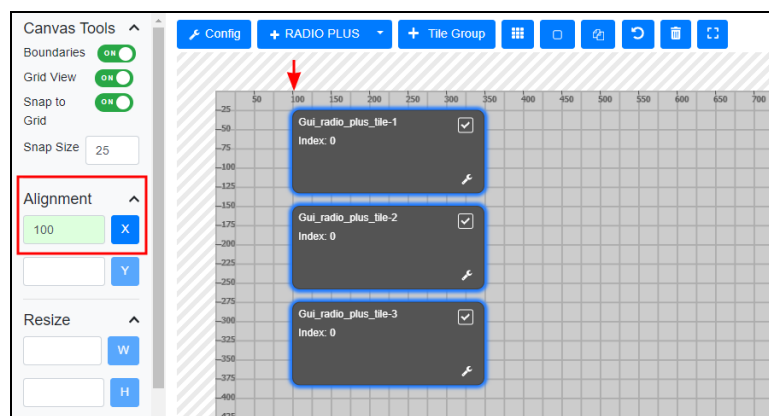 Canvas Tools
Boundaries ON
Grid View ON
Snap to
Grid
ON
Snap Size 25
Alignment
100 X
Y
Resize
W
H
Config
+ RADIO PLUS
+ Tile Group
50 100 150 200 250 300 350 400 450 500 550 600 650 700
-25
-50
-75
-100
-125
-150
-175
-200
-225
-250
-275
-300
-325
-350
-375
-400
-425
Gui_radio_plus_tile-1
Index: 0
Gui_radio_plus_tile-2
Index: 0
Gui_radio_plus_tile-3
Index: 0